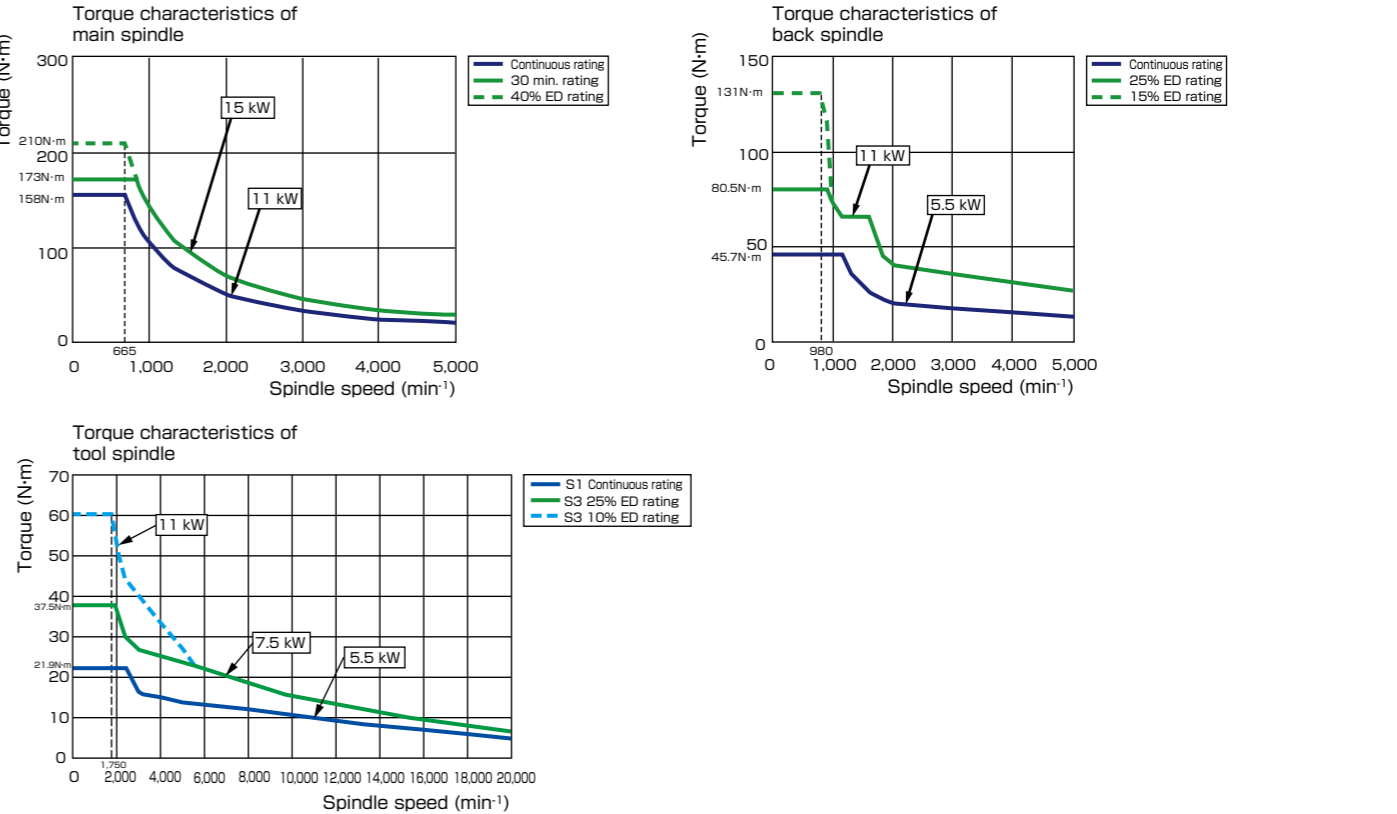 Torque characteristics of
main spindle
Torque (N·m)
300
210N·m
200
173N·m
158N·m
100
0
665
0 1,000 2,000 3,000 4,000 5,000
Spindle speed (min-1)
15 kW
11 kW
Continuous rating
30 min. rating
40% ED rating
Torque characteristics of
back spindle
Torque (N·m)
150
131N·m
100
80.5N·m
50
45.7N·m
0
980
0 1,000 2,000 3,000 4,000 5,000
Spindle speed (min-1)
11 kW
5.5 kW
Continuous rating
25% ED rating
15% ED rating
Torque characteristics of
tool spindle
Torque (N·m)
70
60
50
40
37.5N·m
30
21.9N·m
20
10
0
1,750
0 2,000 4,000 6,000 8,000 10,000 12,000 14,000 16,000 18,000 20,000
Spindle speed (min-1)
11 kW
7.5 kW
5.5 kW
S1 Continuous rating
S3 25% ED rating
S3 10% ED rating